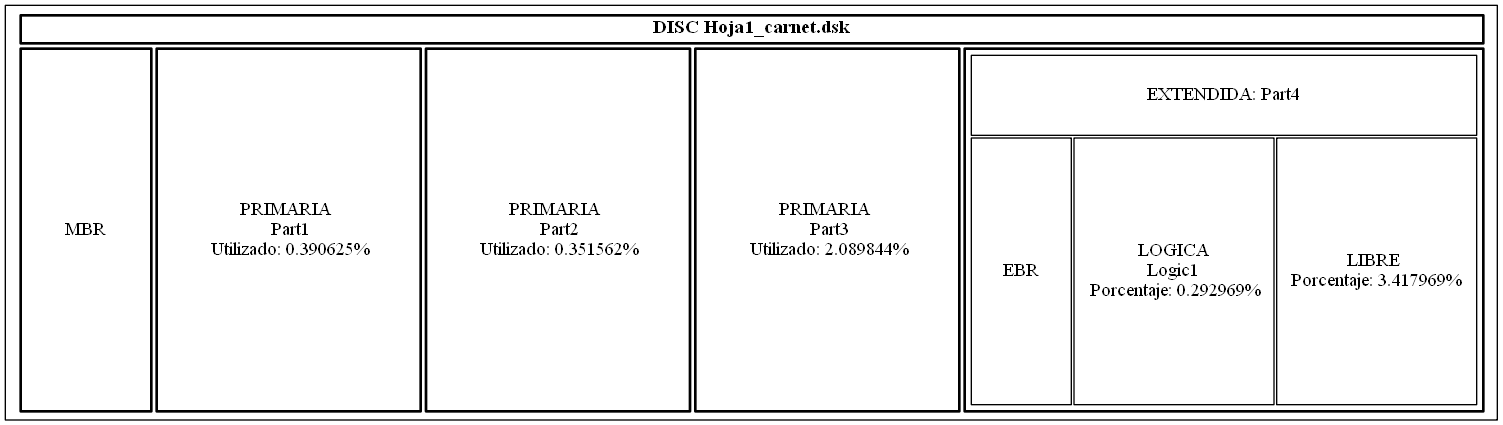 DISC Hoja1_carnet.dsk
MBR
PRIMARIA
Part1
Utilizado: 0.390625%
PRIMARIA
Part2
Utilizado: 0.351562%
PRIMARIA
Part3
Utilizado: 2.089844%
EXTENDIDA: Part4
EBR
LOGICA
Logic1
Porcentaje: 0.292969%
LIBRE
Porcentaje: 3.417969%